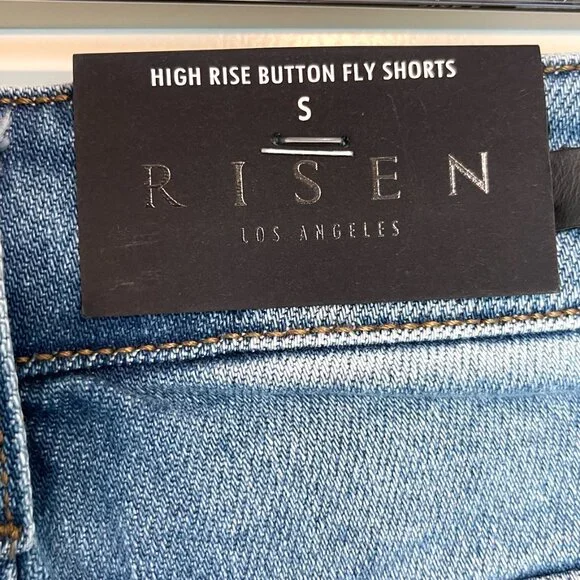 HIGH RISE BUTTON FLY SHORTS
S
RISEN
LOS ANGELES